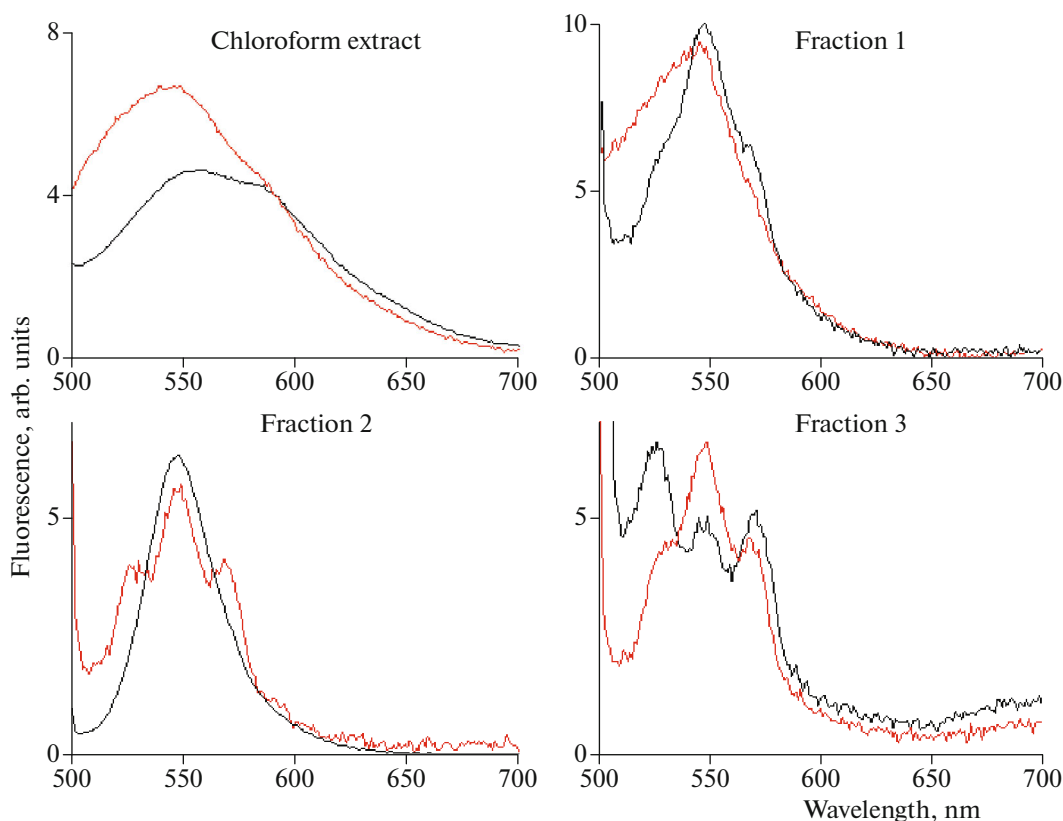 Chloroform extract
8
4
0
500 550 600 650 700
Fraction 1
10
5
0
500 550 600 650 700
Fraction 2
5
0
500 550 600 650 700
Fraction 3
5
0
500 550 600 650 700
Fluorescence, arb. units
Wavelength, nm